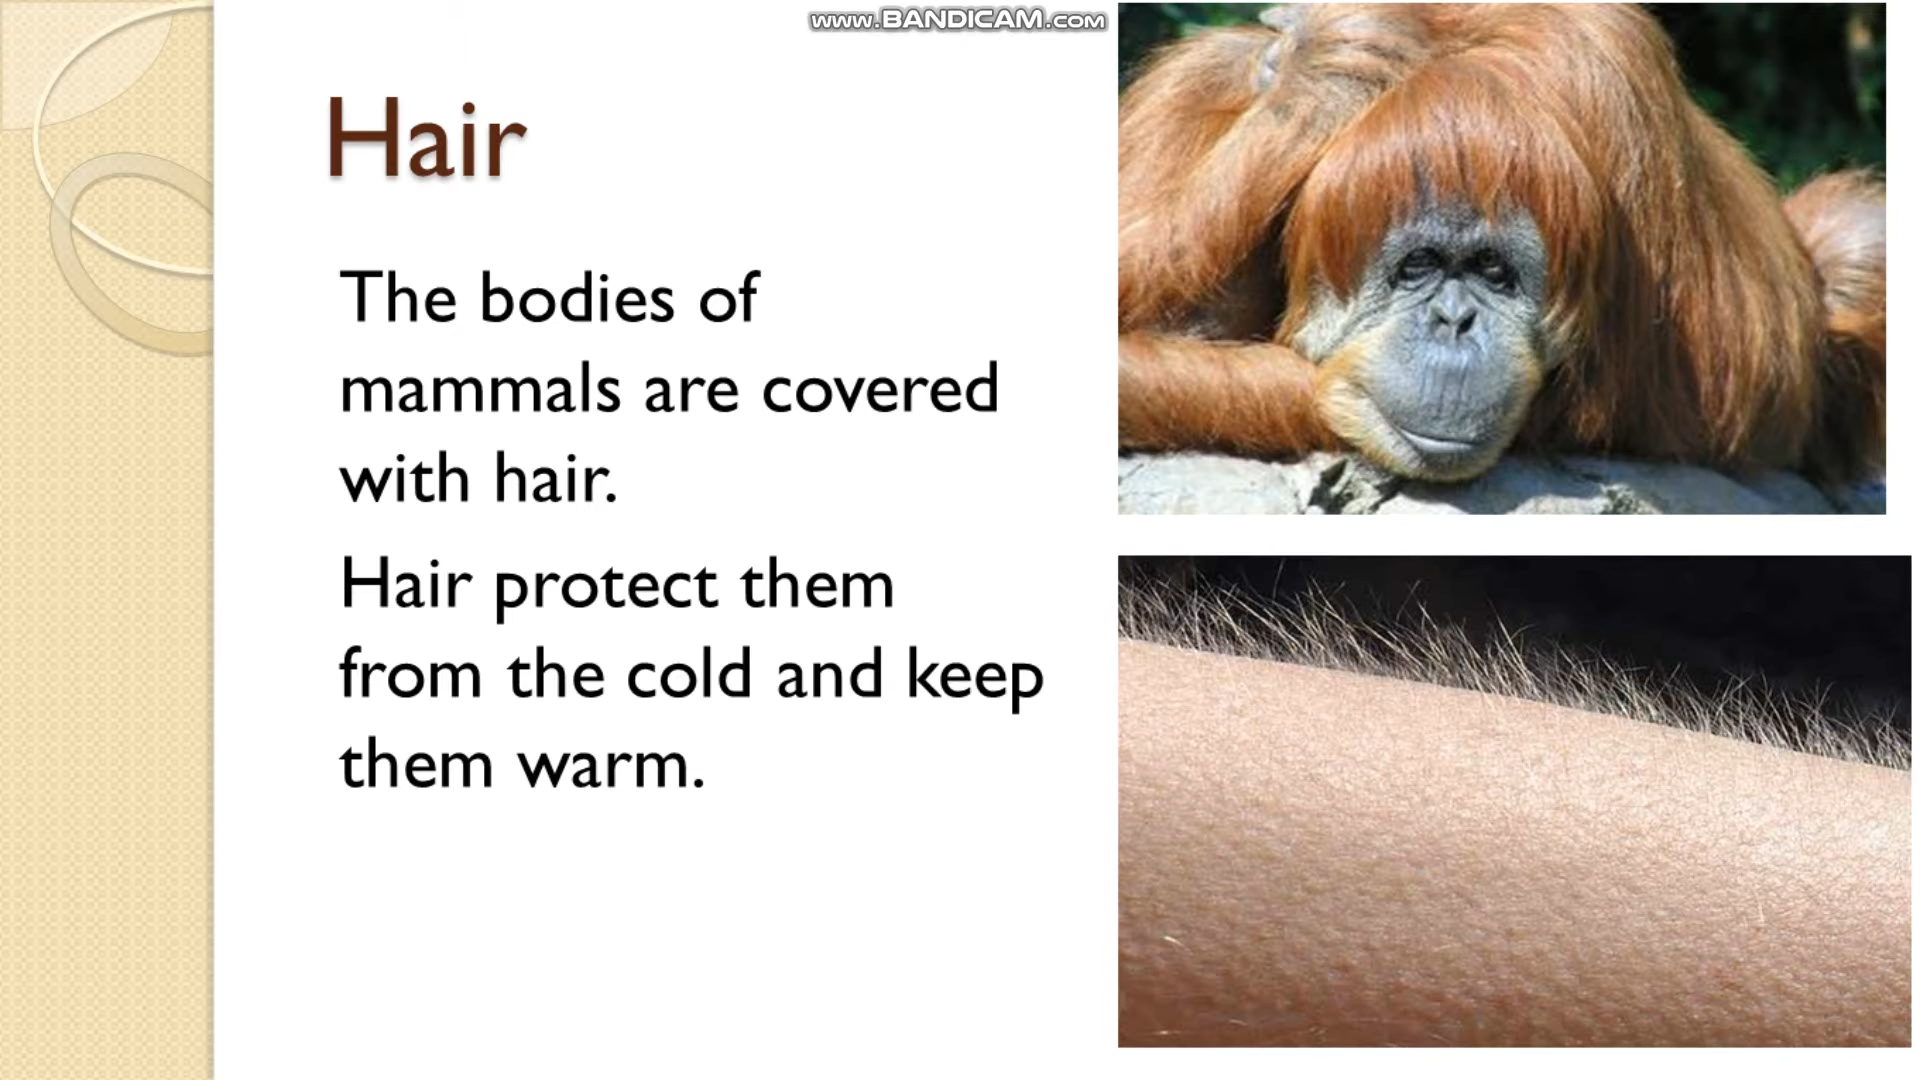 www.BANDICAM.com
Hair
The bodies of
mammals are covered
with hair.
Hair protect them
from the cold and keep
them warm.